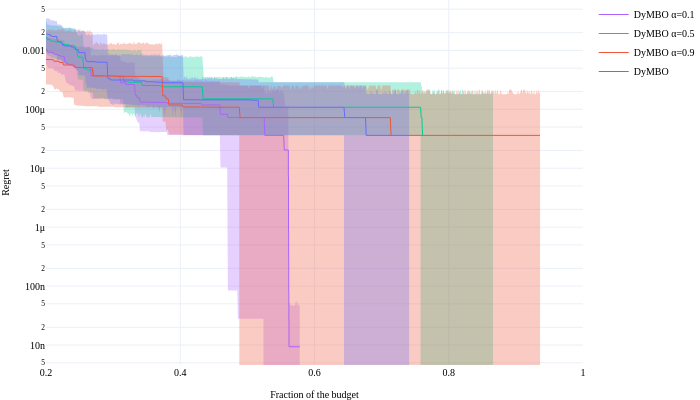 5
2
0.001
5
2
100μ
5
2
10μ
5
2
1μ
5
2
100n
5
2
10n
5
0.2
0.4
0.6
0.8
1
Regret
Fraction of the budget
DyMBO α=0.1
DyMBO α=0.5
DyMBO α=0.9
DyMBO